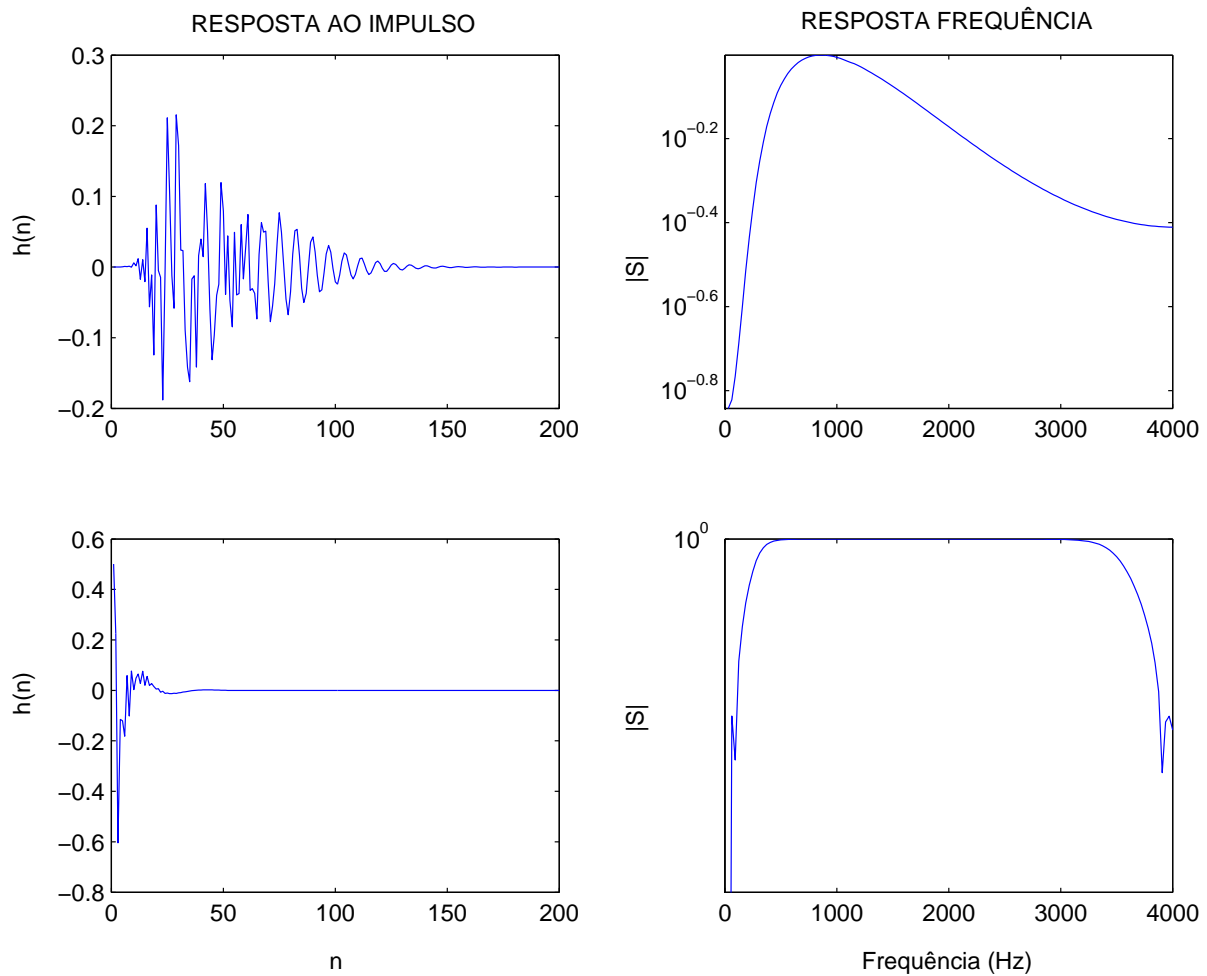 RESPOSTA AO IMPULSO
0.3
0.2
0.1
0
−0.1
−0.2
h(n)
0 50 100 150 200
RESPOSTA FREQUÊNCIA
10−0.2
10−0.4
10−0.6
10−0.8
|S|
0 1000 2000 3000 4000
0.6
0.4
0.2
0
−0.2
−0.4
−0.6
−0.8
h(n)
0 50 100 150 200
n
100
|S|
0 1000 2000 3000 4000
Frequência (Hz)